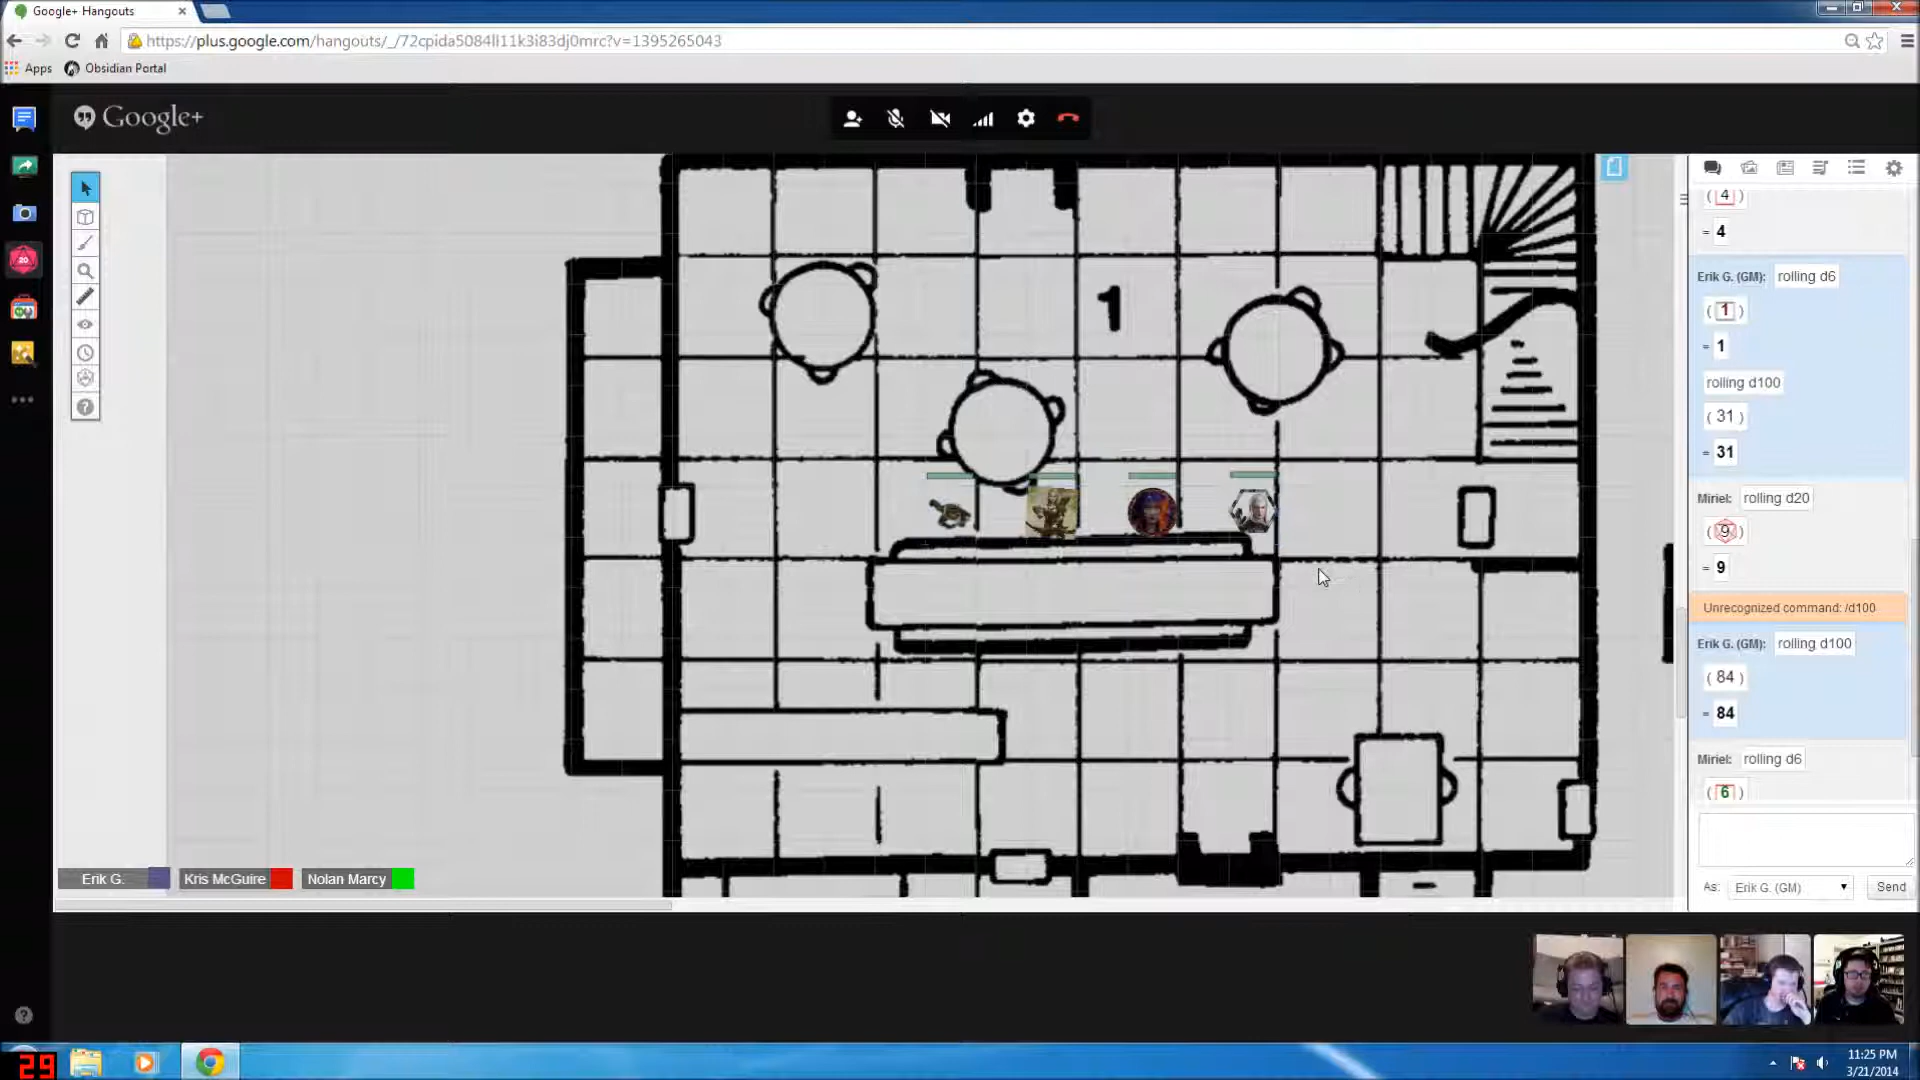 Google+ Hangouts
https://plus.google.com/hangouts/_/72cpida5084ll11k3i83dj0mrc?v=1395265043
Apps Obsidian Portal
Google+
1
( 4 )
= 4
Erik G. (GM): rolling d6
( 1 )
= 1
rolling d100
( 31 )
= 31
Miriel: rolling d20
( 9 )
= 9
Unrecognized command: /d100
Erik G. (GM): rolling d100
( 84 )
= 84
Miriel: rolling d6
( 6 )
As: Erik G. (GM) Send
Erik G. Kris McGuire Nolan Marcy
20
29
11:25 PM
3/21/2014